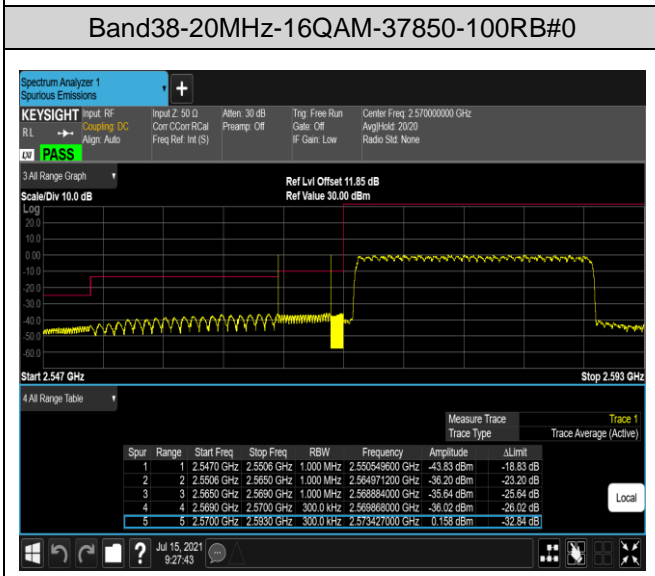 Band38-20MHz-16QAM-37850-100RB#0
Spectrum Analyzer 1
Spurious Emissions
+
KEYSIGHT Input: RF Input Z: 50 Ω Atten: 30 dB Trig: Free Run Center Freq: 2.570000000 GHz
R L Coupling: DC Corr CCorr RCal Preamp: Off Gate: Off Avg|Hold: 20/20
Align: Auto Freq Ref: Int (S) IF Gain: Low Radio Std: None
LXI PASS
3 All Range Graph
Ref Lvl Offset 11.85 dB
Scale/Div 10.0 dB Ref Value 30.00 dBm
Log
20.0
10.0
0.00
-10.0
-20.0
-30.0
-40.0
-50.0
-60.0
Start 2.547 GHz Stop 2.593 GHz
4 All Range Table
Measure Trace Trace 1
Trace Type Trace Average (Active)
Spur Range Start Freq Stop Freq RBW Frequency Amplitude ΔLimit
1 1 2.5470 GHz 2.5506 GHz 1.000 MHz 2.550549600 GHz -43.83 dBm -18.83 dB
2 2 2.5506 GHz 2.5650 GHz 1.000 MHz 2.564971200 GHz -36.20 dBm -23.20 dB
3 3 2.5650 GHz 2.5690 GHz 1.000 MHz 2.568884000 GHz -35.64 dBm -25.64 dB
4 4 2.5690 GHz 2.5700 GHz 300.0 kHz 2.569868000 GHz -36.02 dBm -26.02 dB
5 5 2.5700 GHz 2.5930 GHz 300.0 kHz 2.573427000 GHz 0.158 dBm -32.84 dB
Local
? Jul 15, 2021
9:27:43